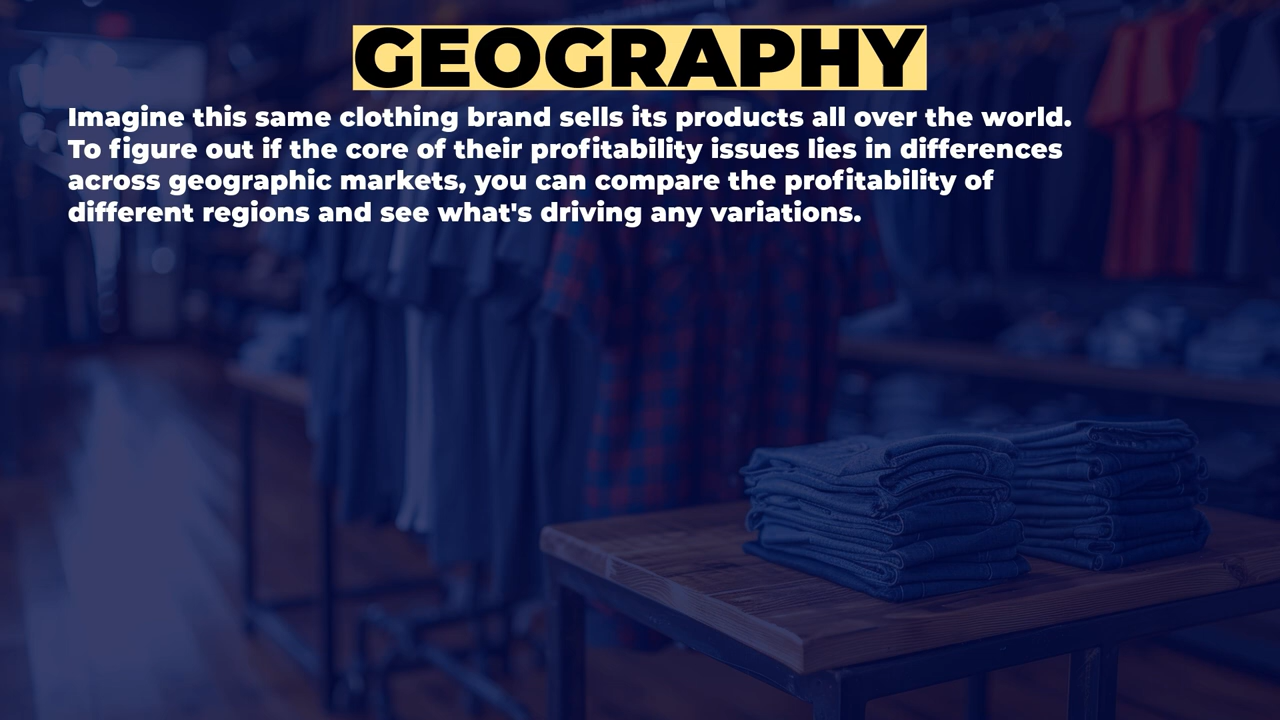 GEOGRAPHY
Imagine this same clothing brand sells its products all over the world.
To figure out if the core of their profitability issues lies in differences
across geographic markets, you can compare the profitability of
different regions and see what's driving any variations.